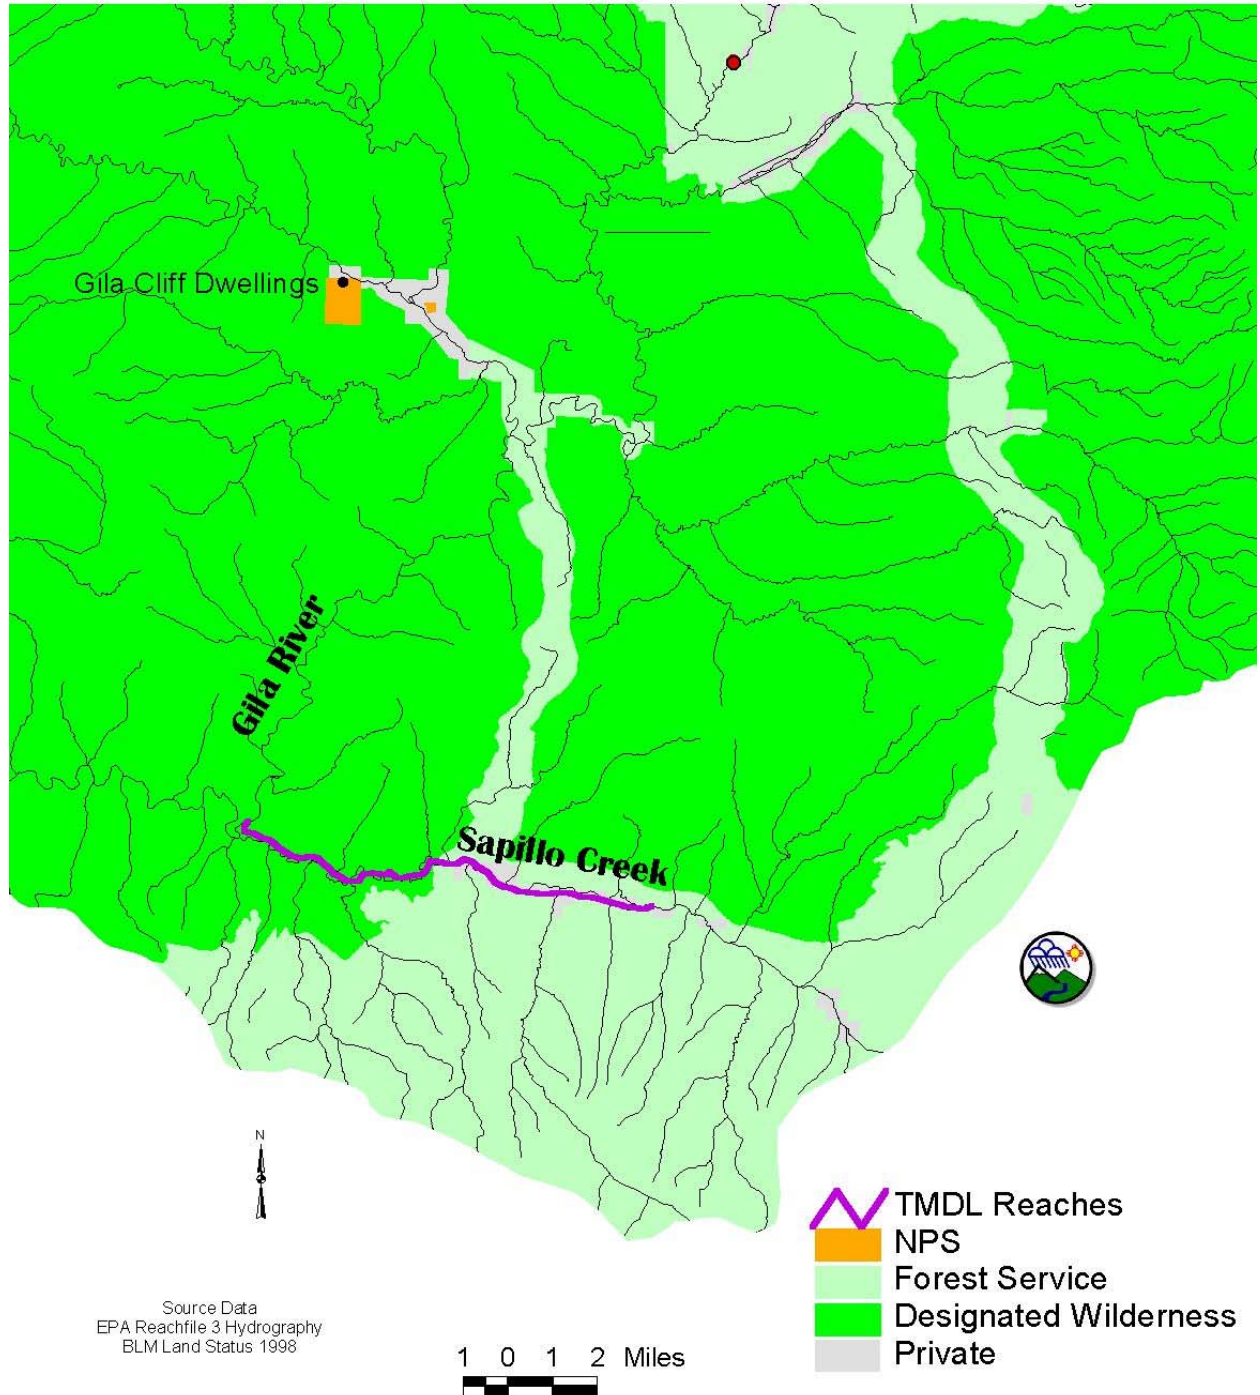 Gila Cliff Dwellings
Gila River
Sapillo Creek
N
TMDL Reaches
NPS
Forest Service
Designated Wilderness
Private
Source Data
EPA Reachfile 3 Hydrography
BLM Land Status 1998
1 0 1 2 Miles